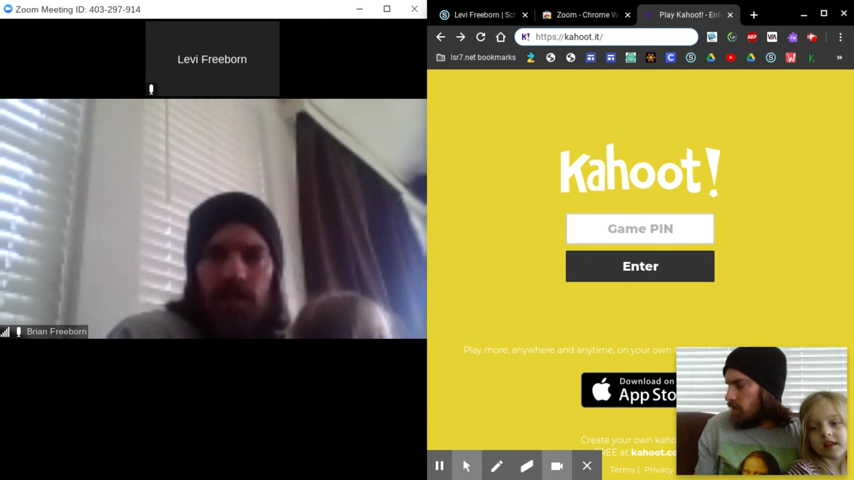 Zoom Meeting ID: 403-297-914
Levi Freeborn
Brian Freeborn
Levi Freeborn | Sc
Zoom - Chrome W
Play Kahoot! - Ent
https://kahoot.it/
lsr7.net bookmarks
Kahoot!
Game PIN
Enter
Play more, anywhere and anytime, on your own
Download on
App Sto
Create your own kaho
FREE at kahoot.co
Terms | Privacy